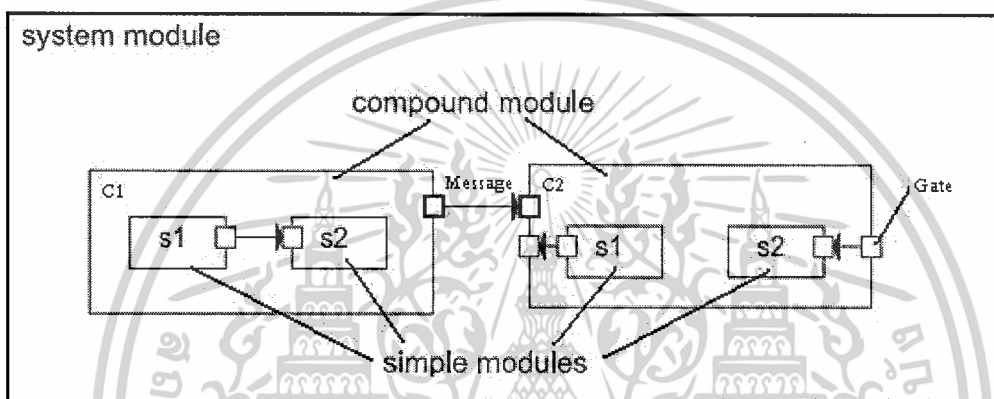 system module
compound module
C1
Message
C2
Gate
s1
s2
s1
s2
simple modules